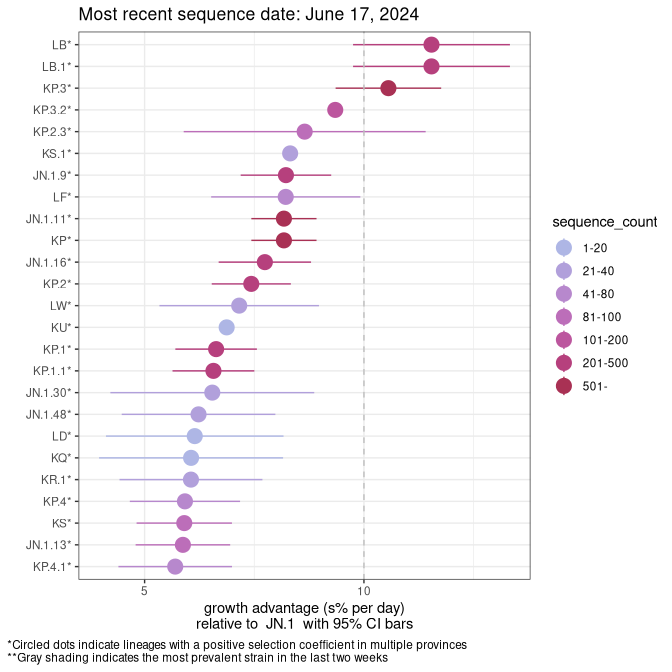 Most recent sequence date: June 17, 2024
LB*
LB.1*
KP.3*
KP.3.2*
KP.2.3*
KS.1*
JN.1.9*
LF*
JN.1.11*
KP*
JN.1.16*
KP.2*
LW*
KU*
KP.1*
KP.1.1*
JN.1.30*
JN.1.48*
LD*
KQ*
KR.1*
KP.4*
KS*
JN.1.13*
KP.4.1*
5 10
growth advantage (s% per day)
relative to JN.1 with 95% CI bars
sequence_count
1-20
21-40
41-80
81-100
101-200
201-500
501-
*Circled dots indicate lineages with a positive selection coefficient in multiple provinces
**Gray shading indicates the most prevalent strain in the last two weeks